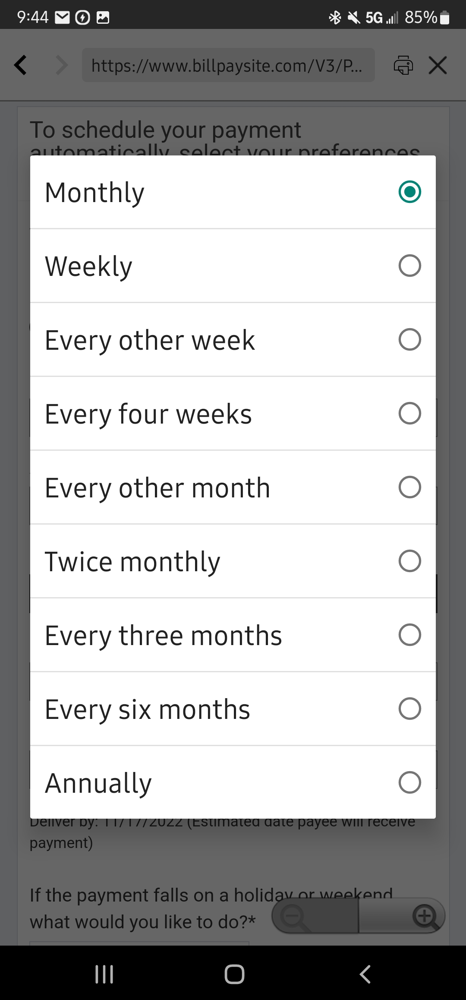 9:44 5G 85%
https://www.billpaysite.com/V3/P...
To schedule your payment
automatically, select your preferences
Monthly
Weekly
Every other week
Every four weeks
Every other month
Twice monthly
Every three months
Every six months
Annually
Deliver by: 11/17/2022 (Estimated date payee will receive
payment)
If the payment falls on a holiday or weekend
what would you like to do?*